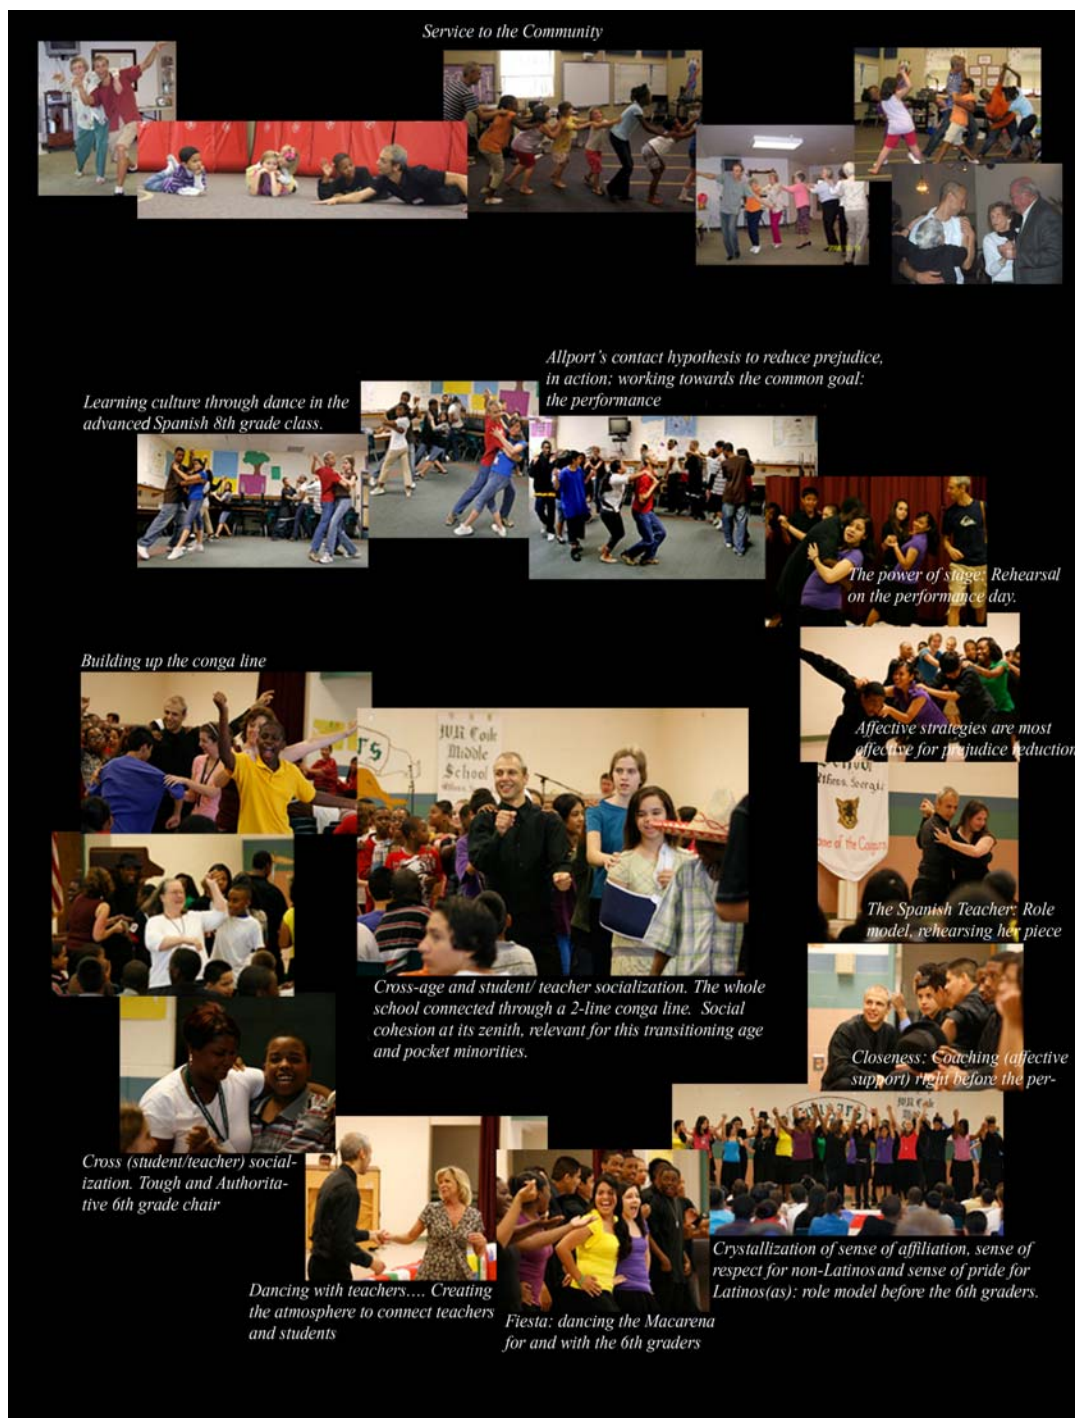 Service to the Community
Allport's contact hypothesis to reduce prejudice,
in action; working towards the common goal:
the performance
Learning culture through dance in the
advanced Spanish 8th grade class.
The power of stage: Rehearsal
on the performance day.
Building up the conga line
Affective strategies are most
effective for prejudice reduction
Middle
School
The Spanish Teacher: Role
model, rehearsing her piece
Cross-age and student/ teacher socialization. The whole
school connected through a 2-line conga line. Social
cohesion at its zenith, relevant for this transitioning age
and pocket minorities.
Closeness: Coaching (affective
support) right before the per-
Cross (student/teacher) social-
ization. Tough and Authorita-
tive 6th grade chair
Crystallization of sense of affiliation, sense of
respect for non-Latinos and sense of pride for
Latinos(as): role model before the 6th graders.
Dancing with teachers.... Creating
the atmosphere to connect teachers
and students
Fiesta: dancing the Macarena
for and with the 6th graders